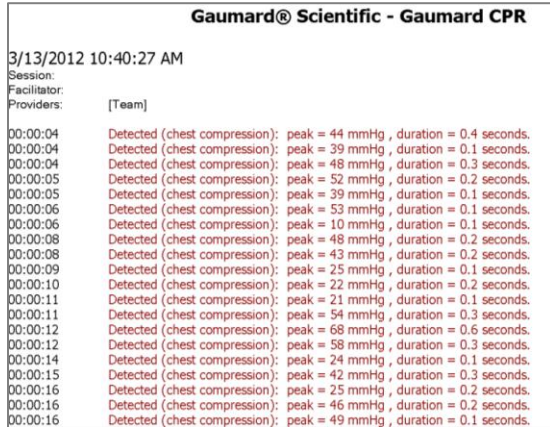 Gaumard® Scientific - Gaumard CPR
3/13/2012 10:40:27 AM
Session:
Facilitator:
Providers: [Team]
00:00:04 Detected (chest compression): peak = 44 mmHg , duration = 0.4 seconds.
00:00:04 Detected (chest compression): peak = 39 mmHg , duration = 0.1 seconds.
00:00:04 Detected (chest compression): peak = 48 mmHg , duration = 0.3 seconds.
00:00:05 Detected (chest compression): peak = 52 mmHg , duration = 0.2 seconds.
00:00:05 Detected (chest compression): peak = 39 mmHg , duration = 0.1 seconds.
00:00:06 Detected (chest compression): peak = 53 mmHg , duration = 0.1 seconds.
00:00:06 Detected (chest compression): peak = 10 mmHg , duration = 0.1 seconds.
00:00:08 Detected (chest compression): peak = 48 mmHg , duration = 0.2 seconds.
00:00:08 Detected (chest compression): peak = 43 mmHg , duration = 0.2 seconds.
00:00:09 Detected (chest compression): peak = 25 mmHg , duration = 0.1 seconds.
00:00:10 Detected (chest compression): peak = 22 mmHg , duration = 0.2 seconds.
00:00:11 Detected (chest compression): peak = 21 mmHg , duration = 0.1 seconds.
00:00:11 Detected (chest compression): peak = 54 mmHg , duration = 0.3 seconds.
00:00:12 Detected (chest compression): peak = 68 mmHg , duration = 0.6 seconds.
00:00:12 Detected (chest compression): peak = 58 mmHg , duration = 0.3 seconds.
00:00:14 Detected (chest compression): peak = 24 mmHg , duration = 0.1 seconds.
00:00:15 Detected (chest compression): peak = 42 mmHg , duration = 0.3 seconds.
00:00:16 Detected (chest compression): peak = 25 mmHg , duration = 0.2 seconds.
00:00:16 Detected (chest compression): peak = 46 mmHg , duration = 0.2 seconds.
00:00:16 Detected (chest compression): peak = 49 mmHg , duration = 0.1 seconds.